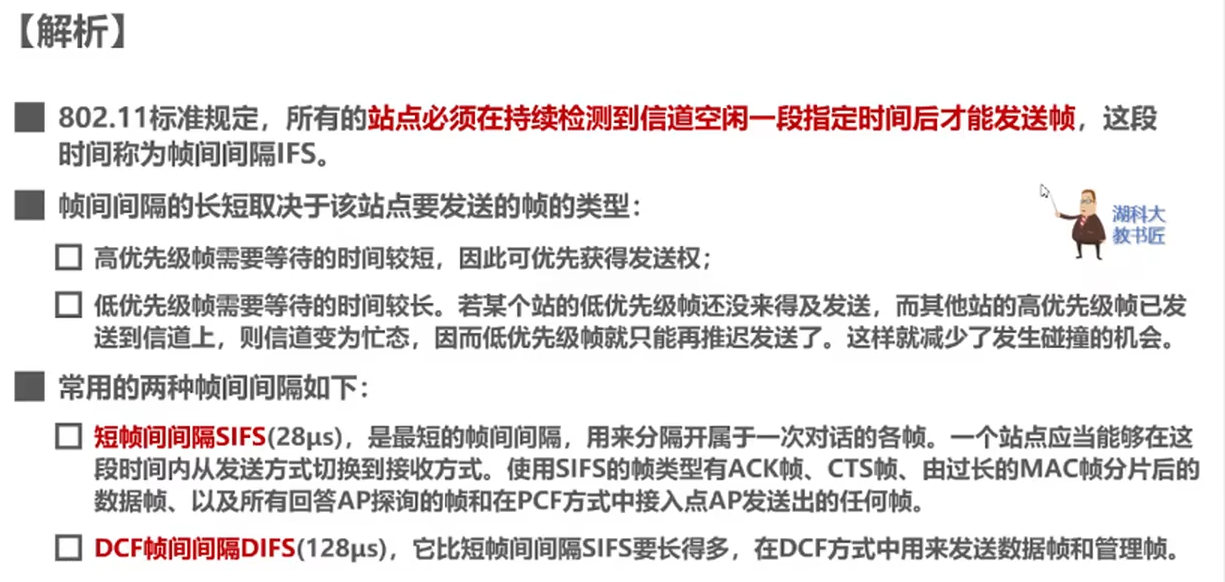 【解析】
802.11标准规定，所有的站点必须在持续检测到信道空闲一段指定时间后才能发送帧，这段
时间称为帧间间隔IFS。
帧间间隔的长短取决于该站点要发送的帧的类型：
湖科大
教书匠
高优先级帧需要等待的时间较短，因此可优先获得发送权；
低优先级帧需要等待的时间较长。若某个站的低优先级帧还没来得及发送，而其他站的高优先级帧已发
送到信道上，则信道变为忙态，因而低优先级帧就只能再推迟发送了。这样就减少了发生碰撞的机会。
常用的两种帧间间隔如下：
短帧间间隔SIFS(28μs)，是最短的帧间间隔，用来分隔开属于一次对话的各帧。一个站点应当能够在这
段时间内从发送方式切换到接收方式。使用SIFS的帧类型有ACK帧、CTS帧、由过长的MAC帧分片后的
数据帧、以及所有回答AP探询的帧和在PCF方式中接入点AP发送出的任何帧。
DCF帧间间隔DIFS(128μs)，它比短帧间间隔SIFS要长得多，在DCF方式中用来发送数据帧和管理帧。